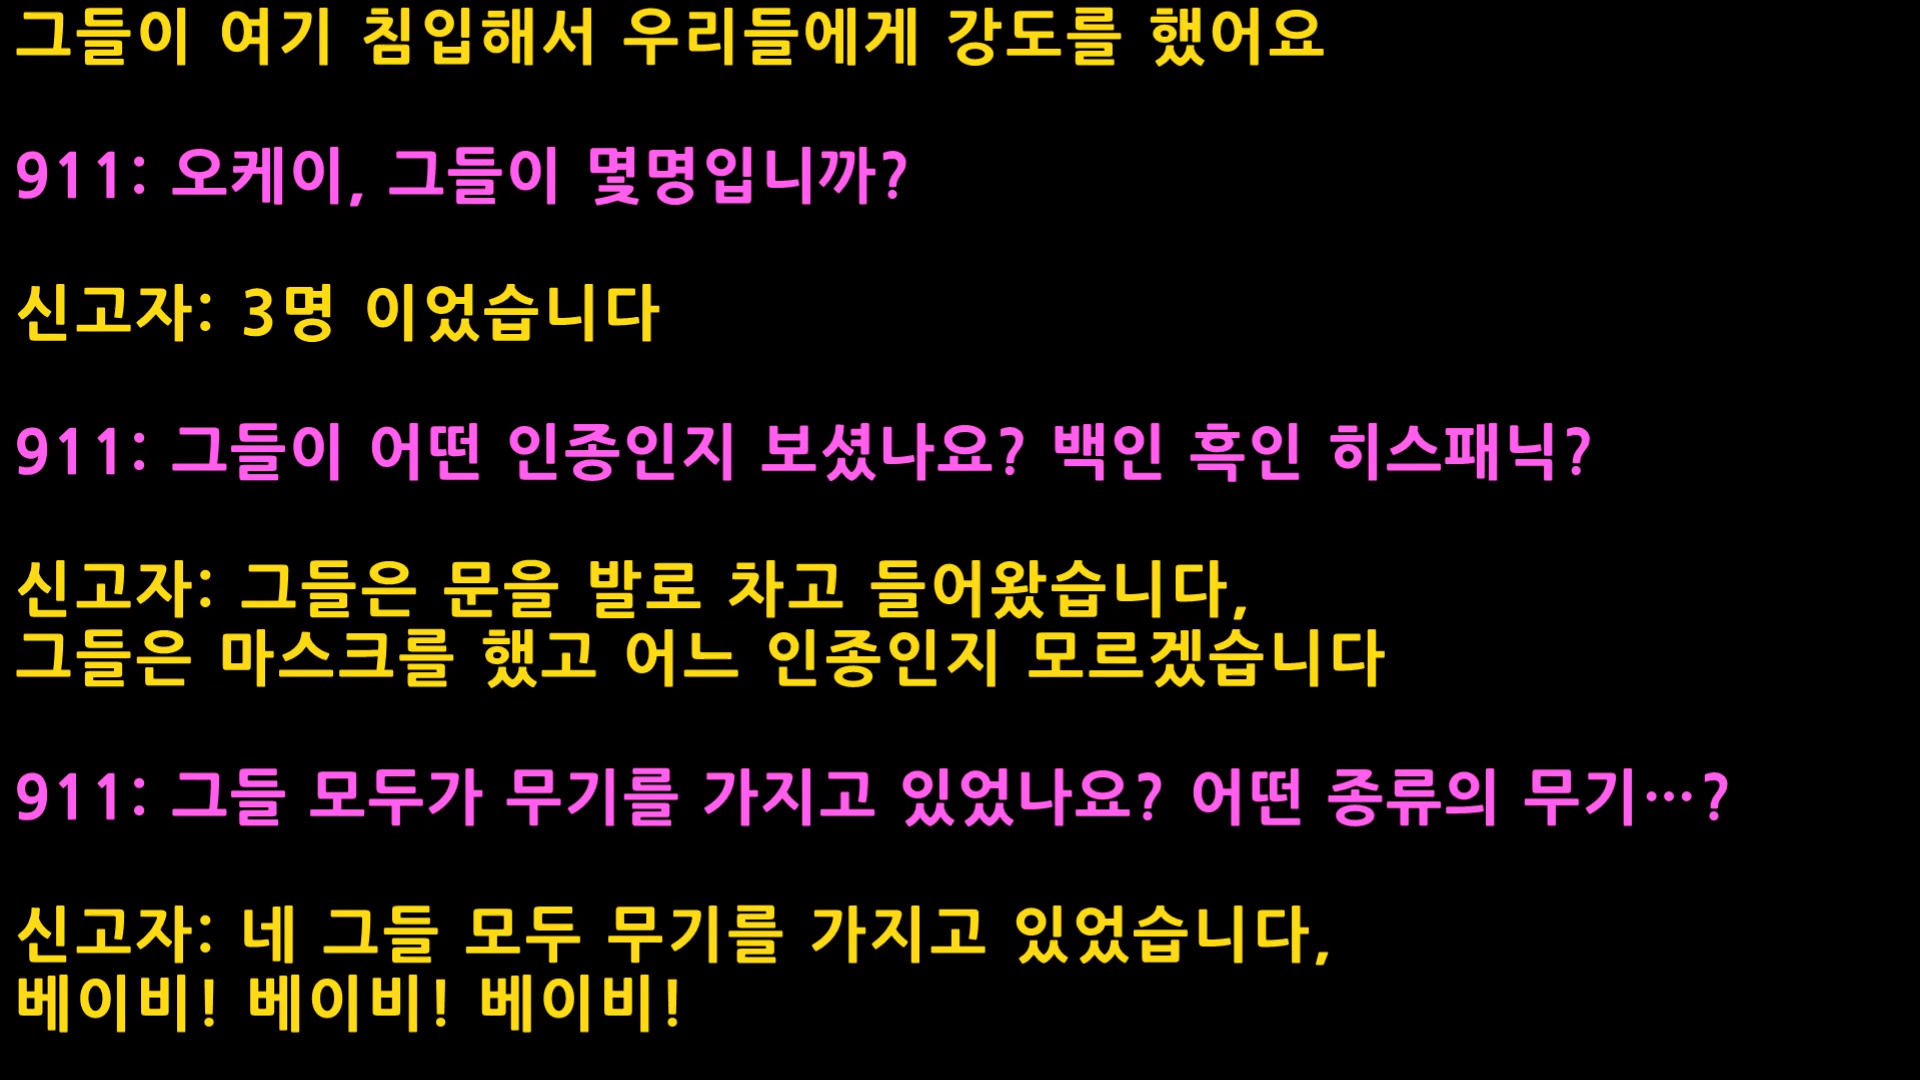 그들이 여기 침입해서 우리들에게 강도를 했어요
911: 오케이, 그들이 몇명입니까?
신고자: 3명 이었습니다
911: 그들이 어떤 인종인지 보셨나요? 백인 흑인 히스패닉?
신고자: 그들은 문을 발로 차고 들어왔습니다,
그들은 마스크를 했고 어느 인종인지 모르겠습니다
911: 그들 모두가 무기를 가지고 있었나요? 어떤 종류의 무기…?
신고자: 네 그들 모두 무기를 가지고 있었습니다,
베이비! 베이비! 베이비!